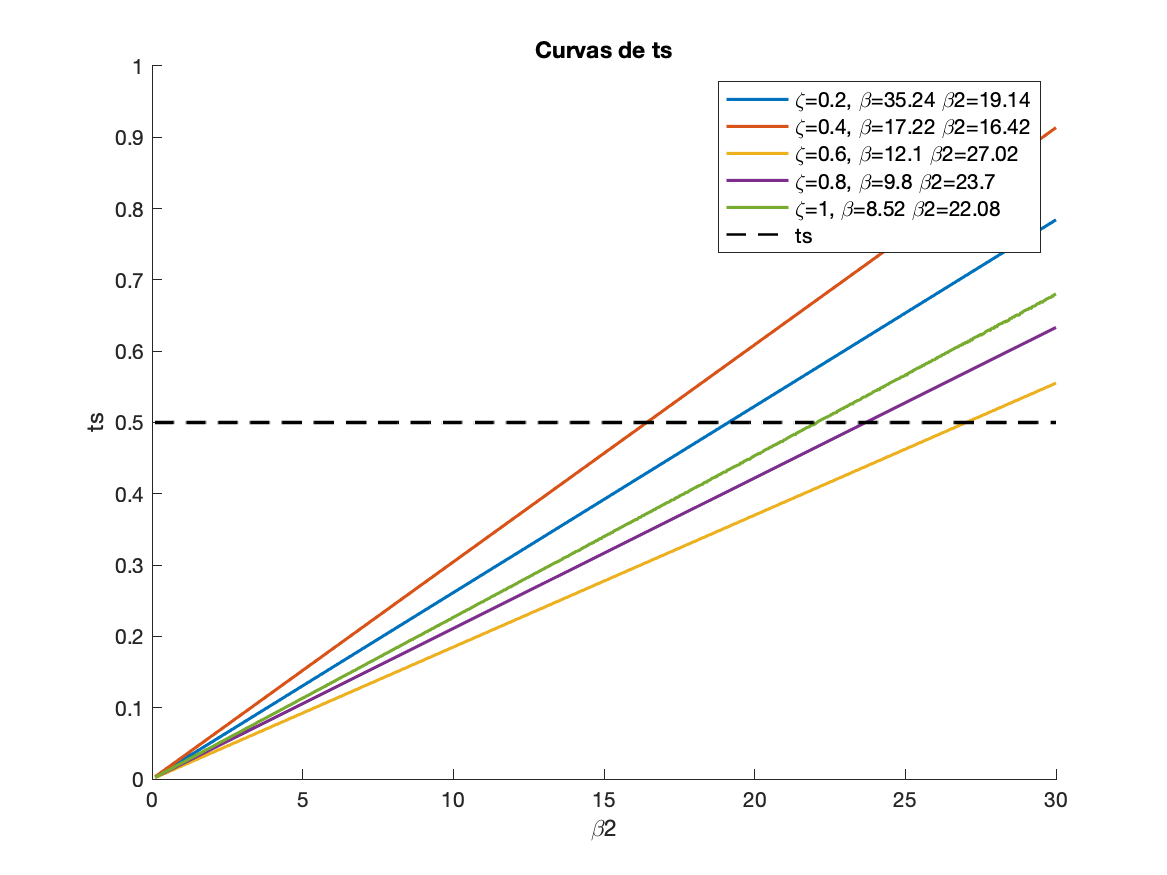 Curvas de ts
ζ=0.2, β=35.24 β2=19.14
ζ=0.4, β=17.22 β2=16.42
ζ=0.6, β=12.1 β2=27.02
ζ=0.8, β=9.8 β2=23.7
ζ=1, β=8.52 β2=22.08
ts
1
0.9
0.8
0.7
0.6
0.5
0.4
0.3
0.2
0.1
0
ts
0 5 10 15 20 25 30
β2